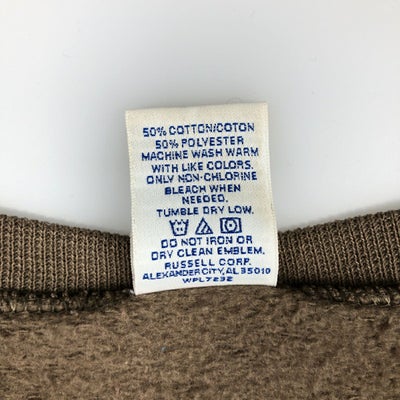 50% COTTON/COTON
50% POLYESTER
MACHINE WASH WARM
WITH LIKE COLORS.
ONLY NON-CHLORINE
BLEACH WHEN
NEEDED.
TUMBLE DRY LOW.
DO NOT IRON OR
DRY CLEAN EMBLEM.
RUSSELL CORP.
ALEXANDER CITY, AL 35010
WPL7232